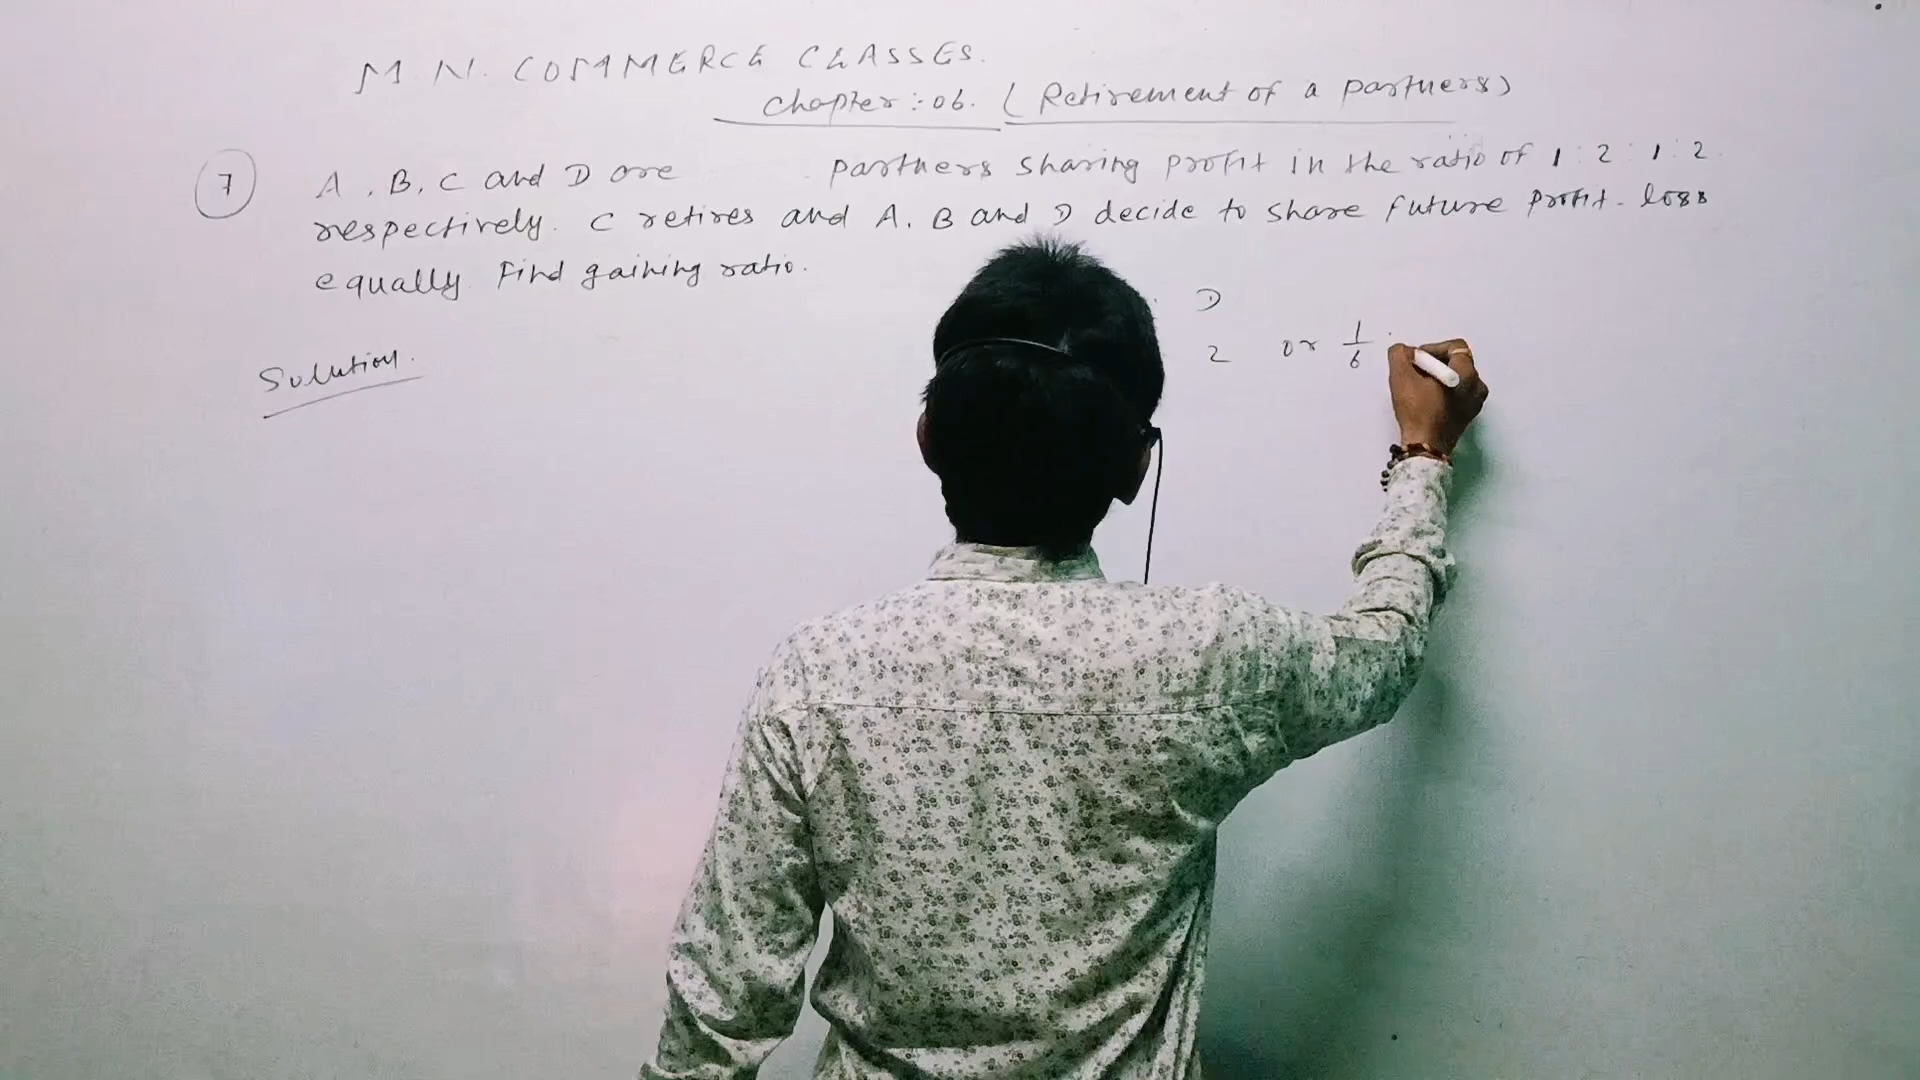 M. N. COMMERCE CLASSES.
Chapter :- 06. (Retirement of a partners)
7 A, B, C and D are partners sharing profit in the ratio of 1 : 2 : 1 : 2
respectively. C retires and A, B and D decide to share future profit - loss
equally. Find gaining ratio.
D
Solution.
2 or 1/6 :